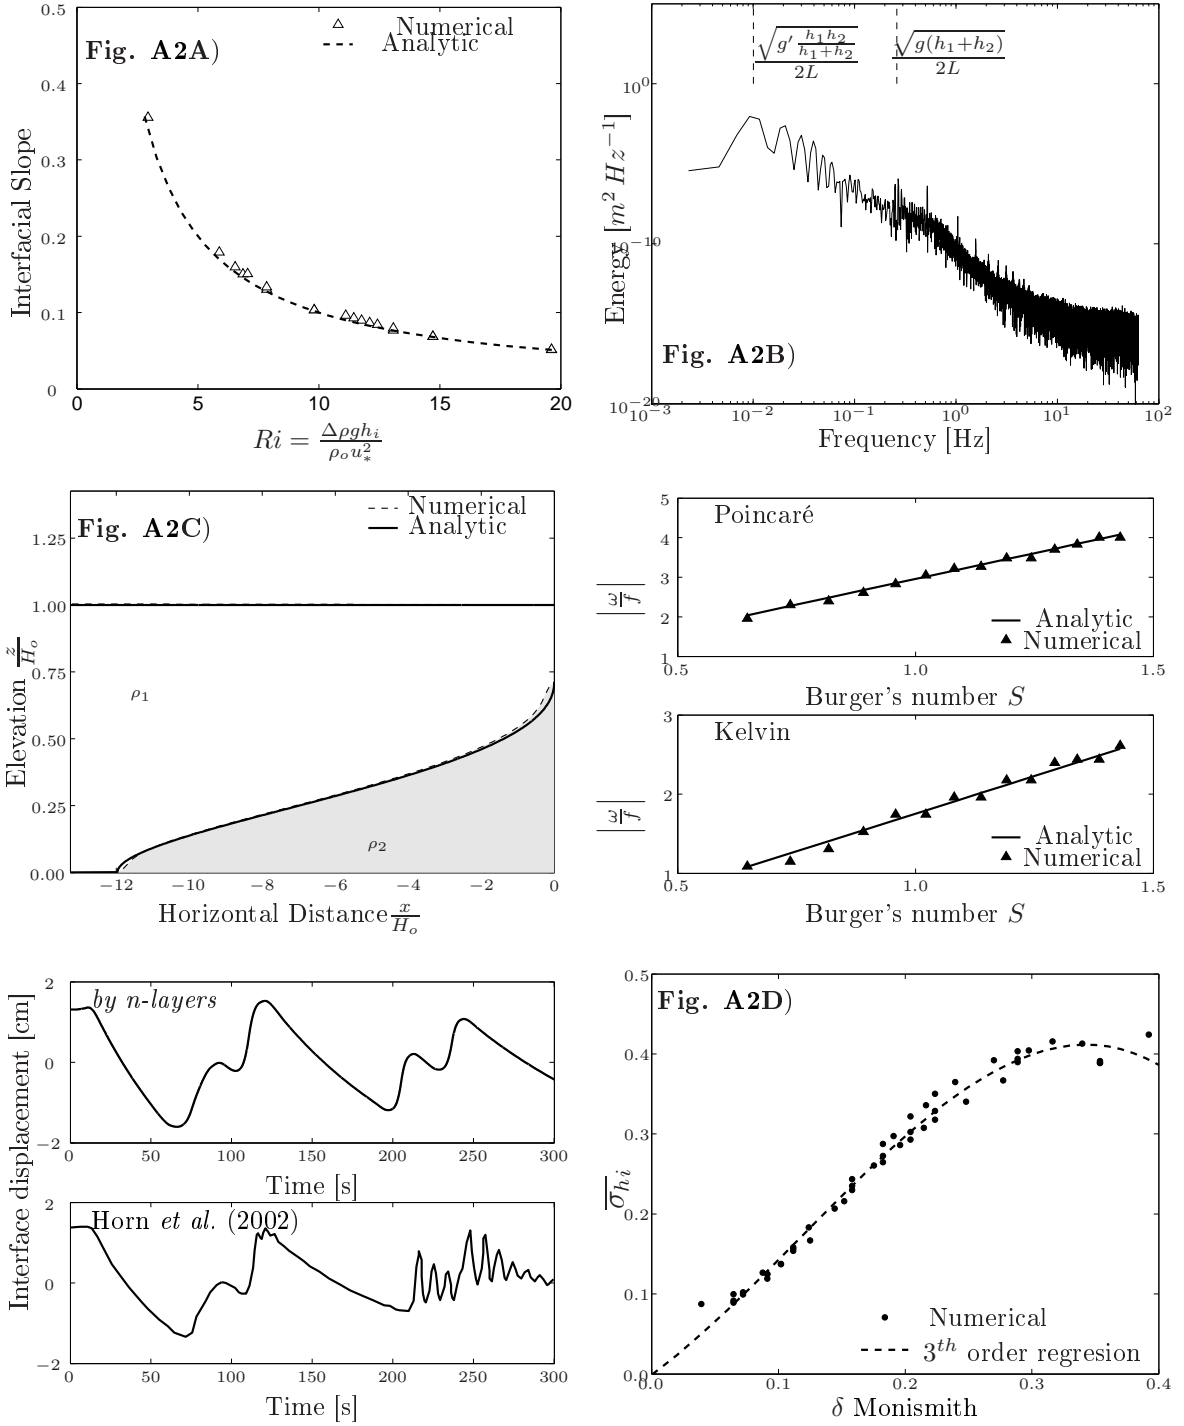 0.5
0.4
0.3
0.2
0.1
0
Fig. A2A)
Numerical
Analytic
Interfacial Slope
0 5 10 15 20
Ri = Δρgh_i / ρ_o u_*^2
√(g′ h_1h_2 / h_1+h_2) / 2L
√(g(h_1+h_2)) / 2L
10^0
10^−10
10^−20
Energy [m^2 Hz^−1]
Fig. A2B)
10^−3 10^−2 10^−1 10^0 10^1 10^2
Frequency [Hz]
Fig. A2C)
Numerical
Analytic
1.25
1.00
0.75
0.50
0.25
0.00
Elevation z/H_o
ρ_1
ρ_2
−12 −10 −8 −6 −4 −2 0
Horizontal Distance x/H_o
Poincaré
5
4
3
2
1
|ω/f|
Analytic
Numerical
0.5 1.0 1.5
Burger's number S
Kelvin
3
2
1
|ω/f|
Analytic
Numerical
0.5 1.0 1.5
Burger's number S
Interface displacement [cm]
by n-layers
2
0
−2
0 50 100 150 200 250 300
Time [s]
Horn et al. (2002)
2
0
−2
0 50 100 150 200 250 300
Time [s]
Fig. A2D)
0.5
0.4
0.3
0.2
0.1
0.0
σ_hi
Numerical
3^th order regresion
0.0 0.1 0.2 0.3 0.4
δ Monismith